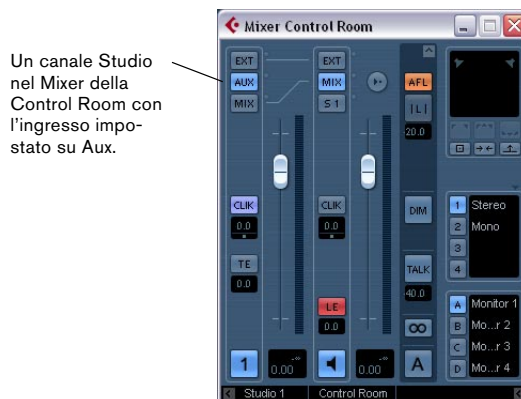 Un canale Studio
nel Mixer della
Control Room con
l'ingresso impo-
stato su Aux.
Mixer Control Room
EXT
AUX
MIX
CLIK
0.0
TE
0.0
1
0.00
-∞
Studio 1
EXT
MIX
S 1
CLIK
0.0
LE
0.0
0.00
-∞
Control Room
AFL
|L|
20.0
DIM
TALK
40.0
∞
A
1 Stereo
2 Mono
3
4
A Monitor 1
B Mo...r 2
C Mo...r 3
D Mo...r 4